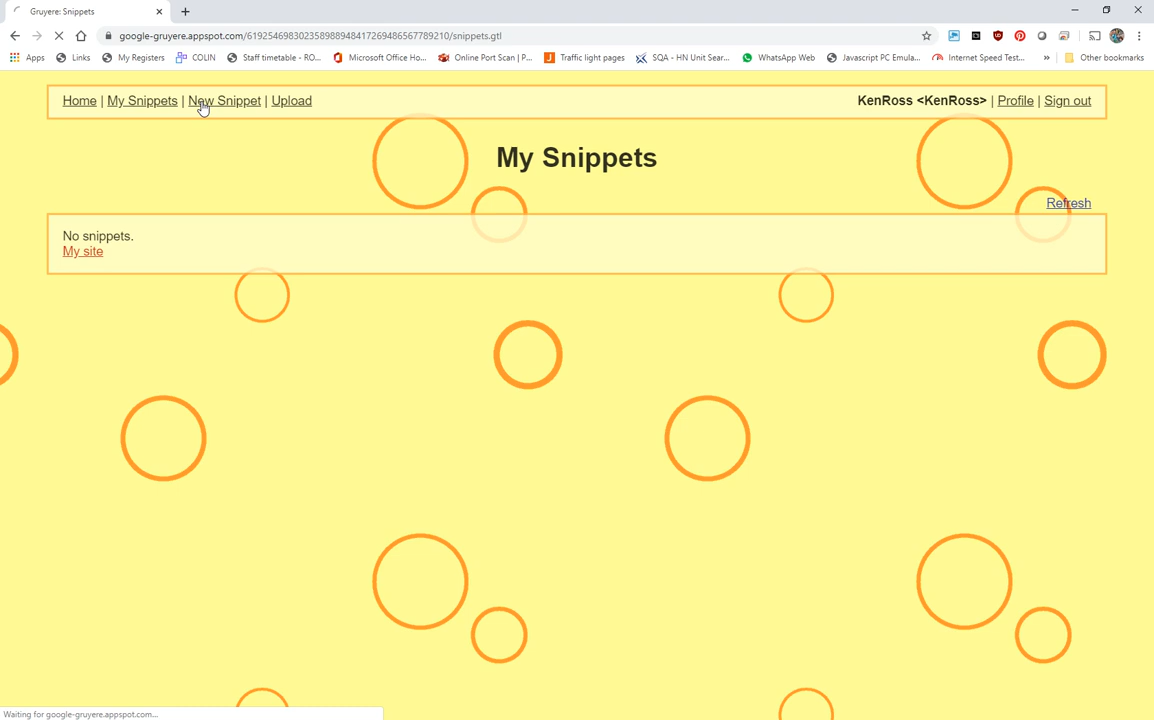 Gruyere: Snippets
google-gruyere.appspot.com/619254698302358988948417269486567789210/snippets.gtl
Apps Links My Registers COLIN Staff timetable - RO... Microsoft Office Ho... Online Port Scan | P... Traffic light pages SQA - HN Unit Sear... WhatsApp Web Javascript PC Emula... Internet Speed Test... » Other bookmarks
Home | My Snippets | New Snippet | Upload KenRoss <KenRoss> | Profile | Sign out
My Snippets
Refresh
No snippets.
My site
Waiting for google-gruyere.appspot.com...